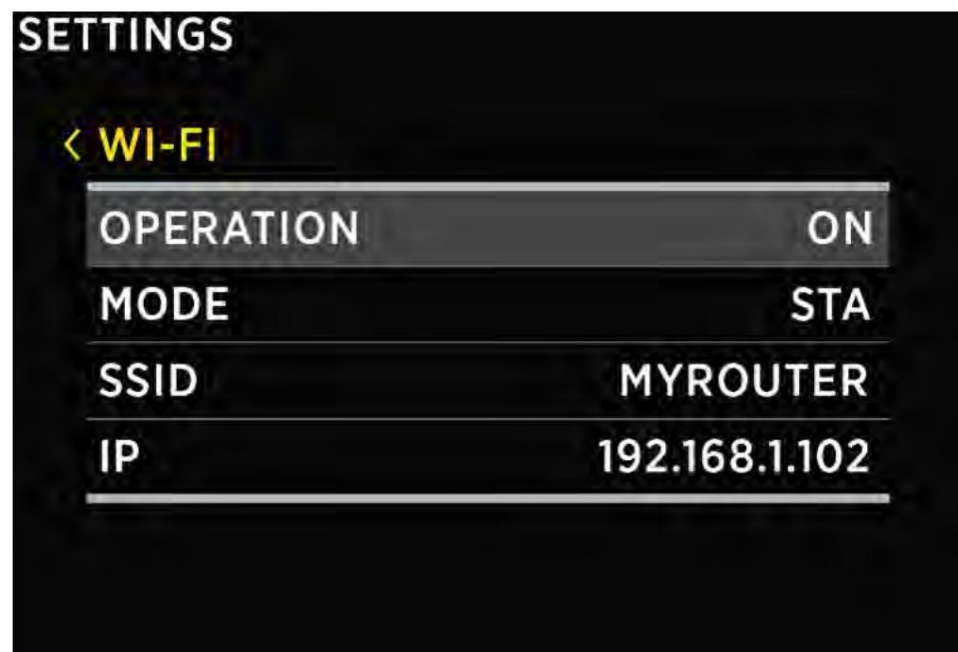 SETTINGS
< WI-FI
OPERATION ON
MODE STA
SSID MYROUTER
IP 192.168.1.102